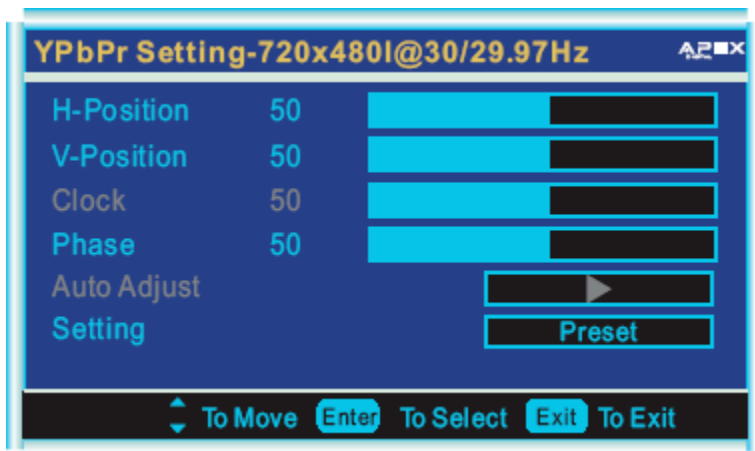 YPbPr Setting-720x480I@30/29.97Hz APEX
H-Position 50
V-Position 50
Clock 50
Phase 50
Auto Adjust
Setting Preset
To Move Enter To Select Exit To Exit